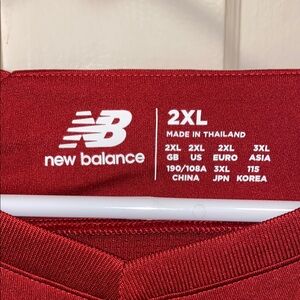 NB
new balance
2XL
MADE IN THAILAND
2XL 2XL 2XL 3XL
GB US EURO ASIA
190/108A 3XL 115
CHINA JPN KOREA